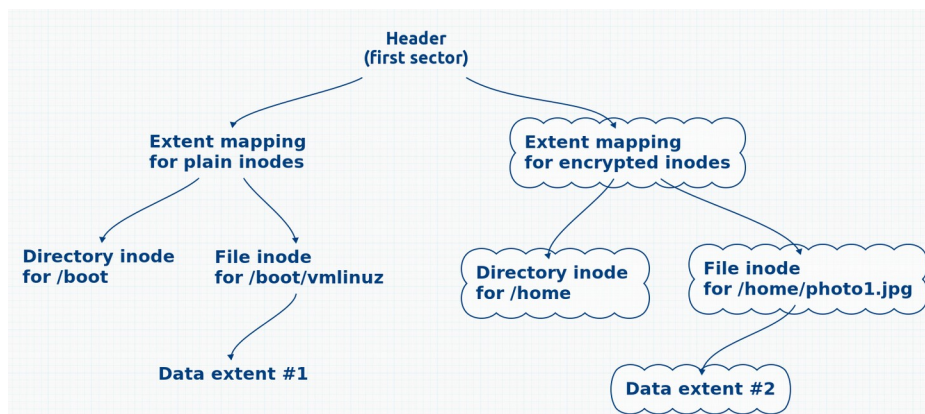 Header
(first sector)
Extent mapping
for plain inodes
Extent mapping
for encrypted inodes
Directory inode
for /boot
File inode
for /boot/vmlinuz
Directory inode
for /home
File inode
for /home/photo1.jpg
Data extent #1
Data extent #2